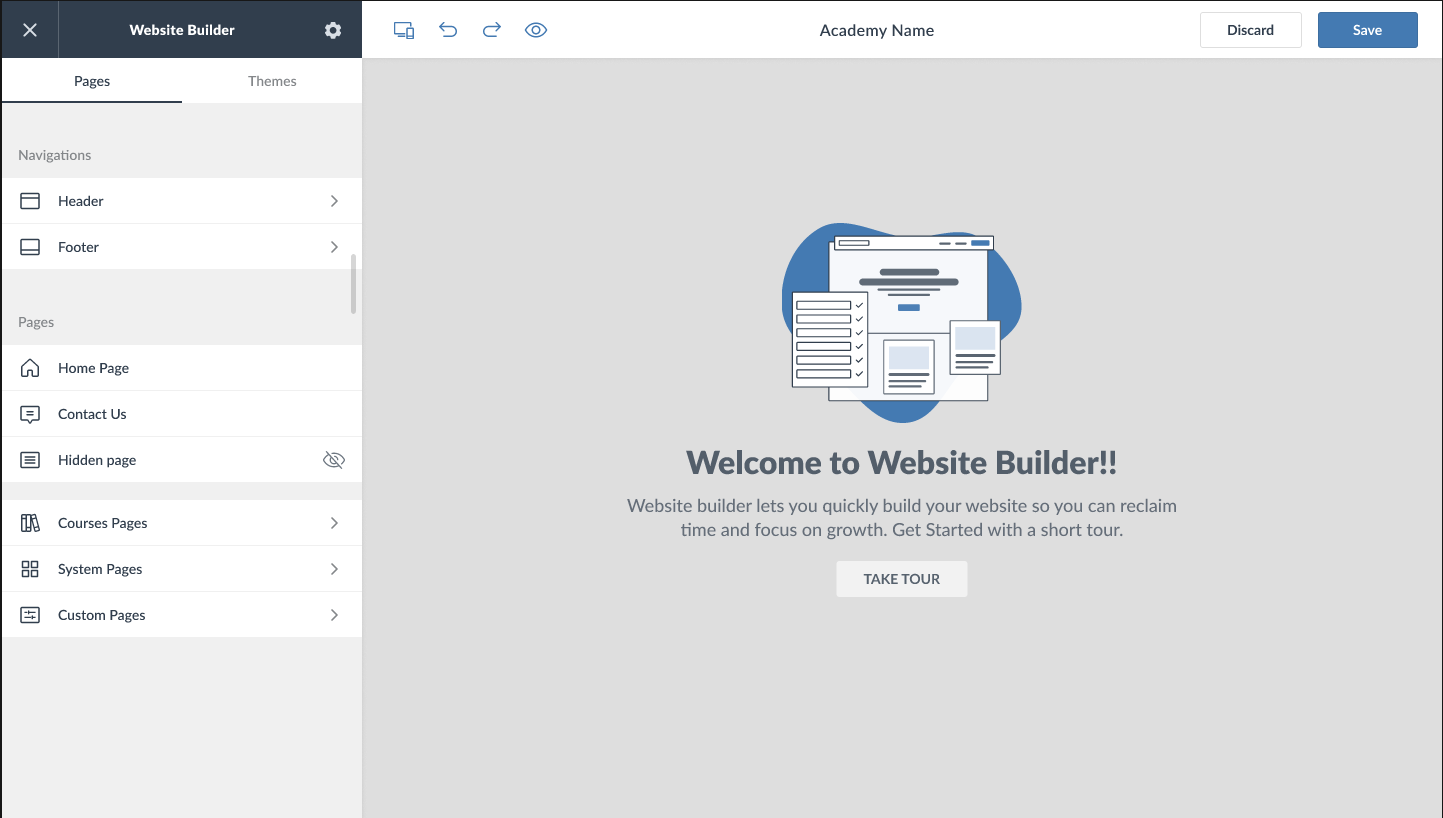 Website Builder
Academy Name
Discard
Save
Pages
Themes
Navigations
Header
Footer
Pages
Home Page
Contact Us
Hidden page
Courses Pages
System Pages
Custom Pages
Welcome to Website Builder!!
Website builder lets you quickly build your website so you can reclaim
time and focus on growth. Get Started with a short tour.
TAKE TOUR